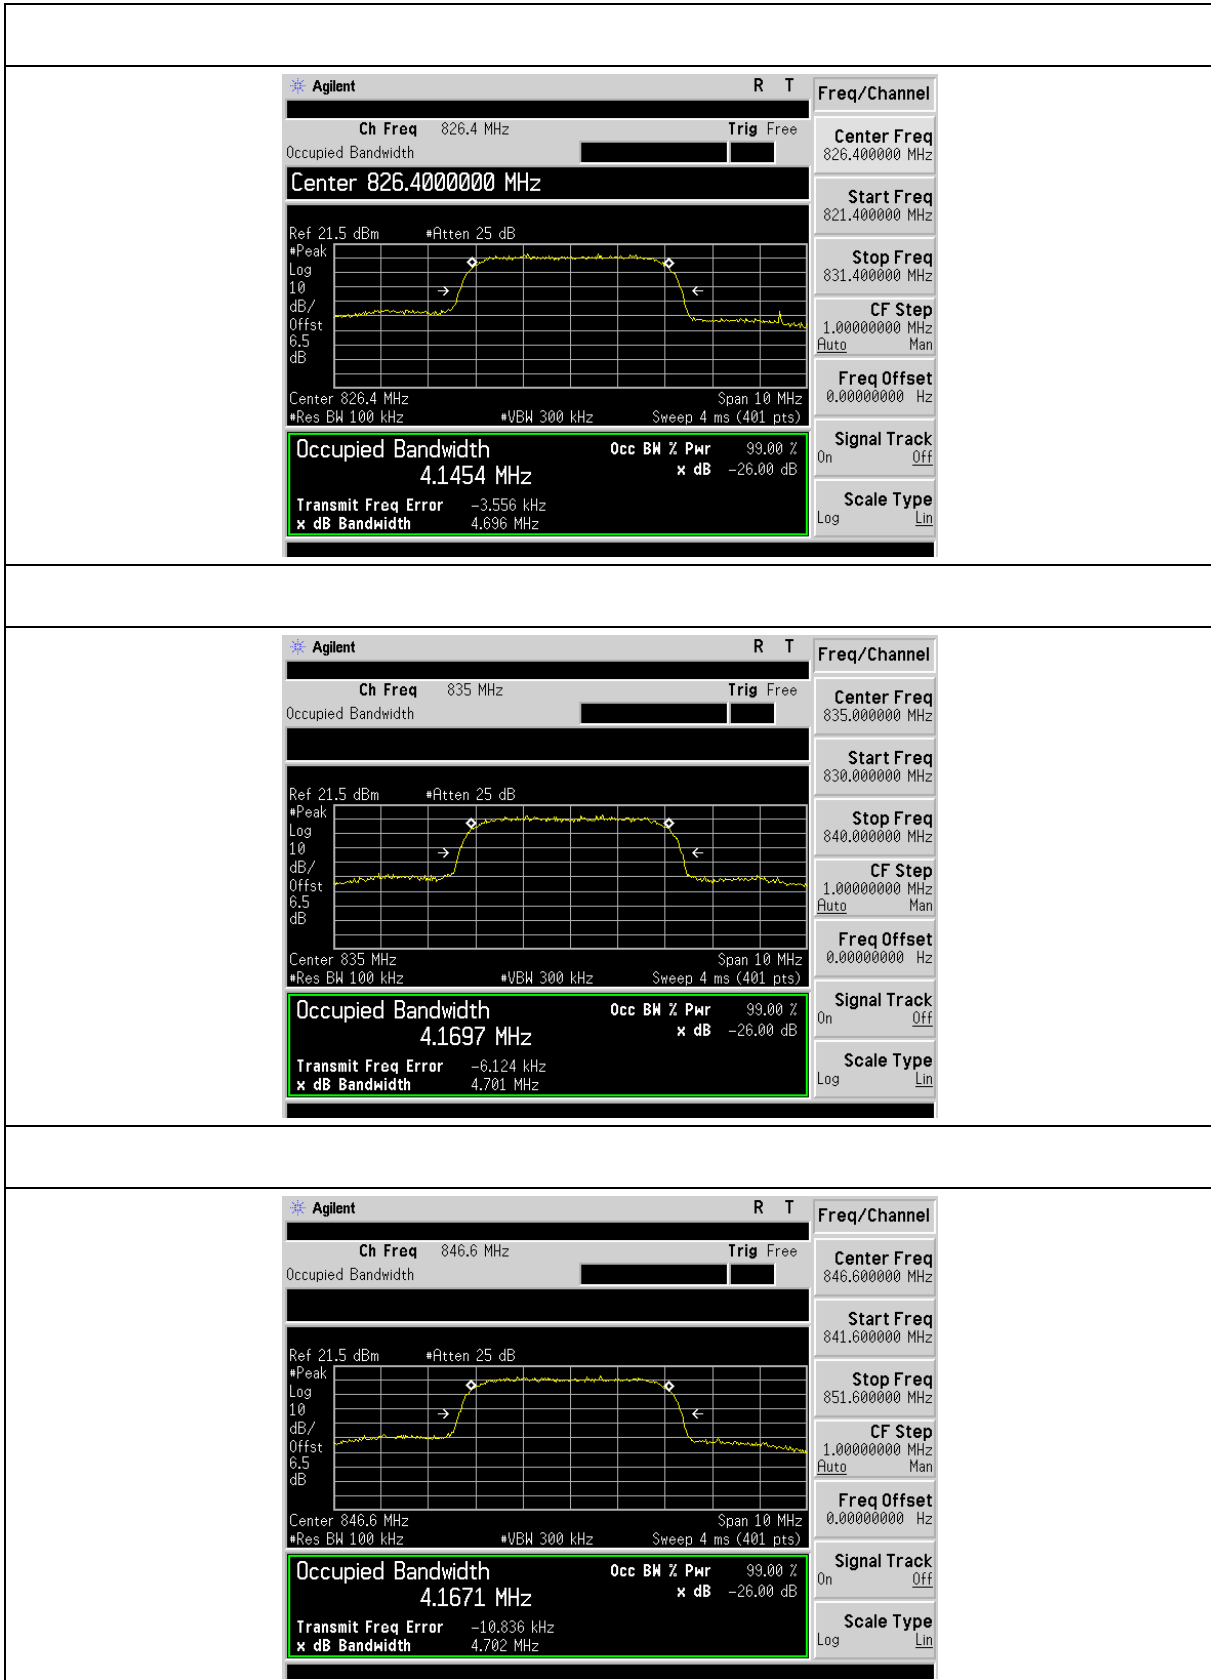 Agilent R T Freq/Channel
Ch Freq 826.4 MHz Trig Free
Occupied Bandwidth
Center 826.4000000 MHz
Center Freq
826.400000 MHz
Start Freq
821.400000 MHz
Stop Freq
831.400000 MHz
CF Step
1.00000000 MHz
Auto Man
Freq Offset
0.00000000 Hz
Signal Track
On Off
Scale Type
Log Lin
Ref 21.5 dBm #Atten 25 dB
#Peak
Log
10
dB/
Offst
6.5
dB
Center 826.4 MHz Span 10 MHz
#Res BW 100 kHz #VBW 300 kHz Sweep 4 ms (401 pts)
Occupied Bandwidth Occ BW % Pwr 99.00 %
4.1454 MHz x dB -26.00 dB
Transmit Freq Error -3.556 kHz
x dB Bandwidth 4.696 MHz
Agilent R T Freq/Channel
Ch Freq 835 MHz Trig Free
Occupied Bandwidth
Center Freq
835.000000 MHz
Start Freq
830.000000 MHz
Stop Freq
840.000000 MHz
CF Step
1.00000000 MHz
Auto Man
Freq Offset
0.00000000 Hz
Signal Track
On Off
Scale Type
Log Lin
Ref 21.5 dBm #Atten 25 dB
#Peak
Log
10
dB/
Offst
6.5
dB
Center 835 MHz Span 10 MHz
#Res BW 100 kHz #VBW 300 kHz Sweep 4 ms (401 pts)
Occupied Bandwidth Occ BW % Pwr 99.00 %
4.1697 MHz x dB -26.00 dB
Transmit Freq Error -6.124 kHz
x dB Bandwidth 4.701 MHz
Agilent R T Freq/Channel
Ch Freq 846.6 MHz Trig Free
Occupied Bandwidth
Center Freq
846.600000 MHz
Start Freq
841.600000 MHz
Stop Freq
851.600000 MHz
CF Step
1.00000000 MHz
Auto Man
Freq Offset
0.00000000 Hz
Signal Track
On Off
Scale Type
Log Lin
Ref 21.5 dBm #Atten 25 dB
#Peak
Log
10
dB/
Offst
6.5
dB
Center 846.6 MHz Span 10 MHz
#Res BW 100 kHz #VBW 300 kHz Sweep 4 ms (401 pts)
Occupied Bandwidth Occ BW % Pwr 99.00 %
4.1671 MHz x dB -26.00 dB
Transmit Freq Error -10.836 kHz
x dB Bandwidth 4.702 MHz